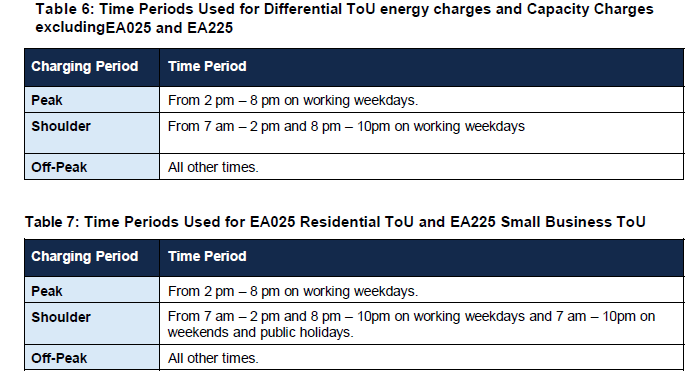 Table 6: Time Periods Used for Differential ToU energy charges and Capacity Charges
excludingEA025 and EA225
Charging Period Time Period
Peak From 2 pm – 8 pm on working weekdays.
Shoulder From 7 am – 2 pm and 8 pm – 10pm on working weekdays
Off-Peak All other times.
Table 7: Time Periods Used for EA025 Residential ToU and EA225 Small Business ToU
Charging Period Time Period
Peak From 2 pm – 8 pm on working weekdays.
Shoulder From 7 am – 2 pm and 8 pm – 10pm on working weekdays and 7 am – 10pm on
weekends and public holidays.
Off-Peak All other times.